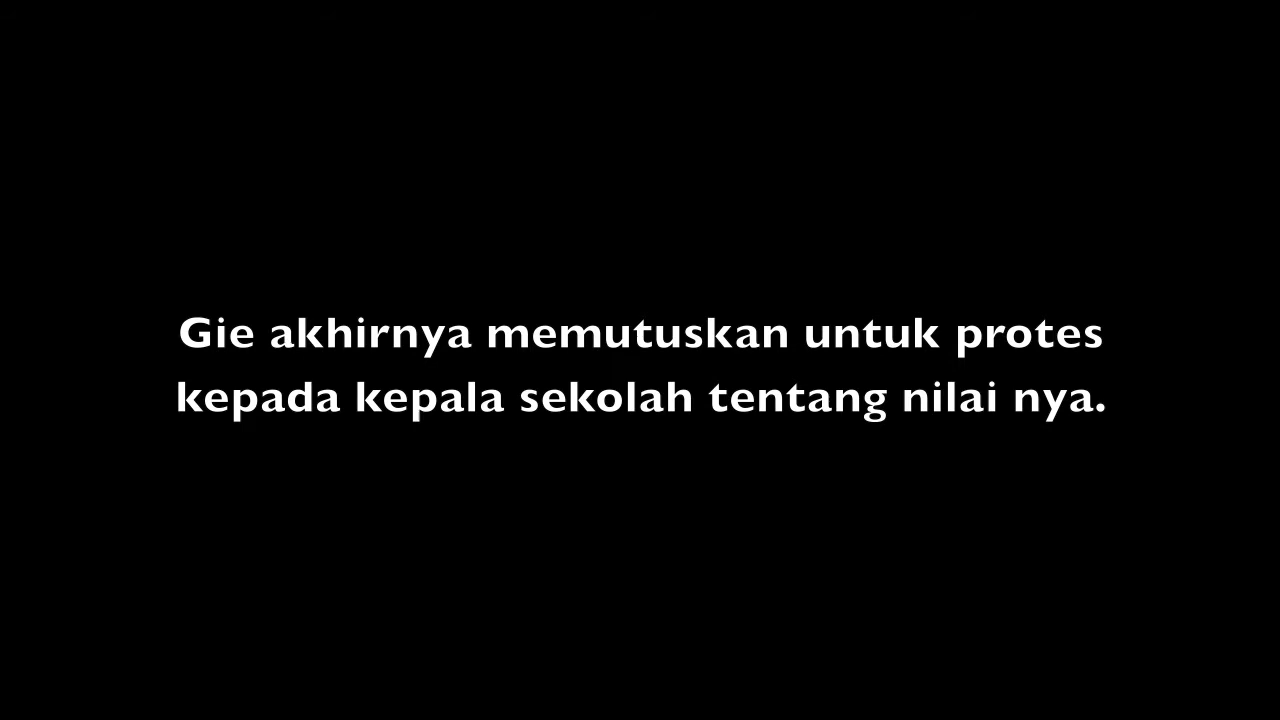 Gie akhirnya memutuskan untuk protes
kepada kepala sekolah tentang nilai nya.